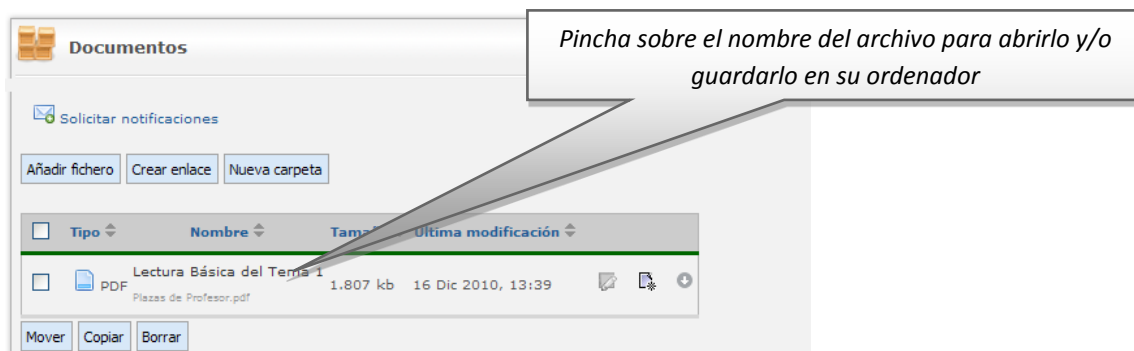 Documentos
Pincha sobre el nombre del archivo para abrirlo y/o
guardarlo en su ordenador
Solicitar notificaciones
Añadir fichero Crear enlace Nueva carpeta
Tipo Nombre Última modificación
PDF Lectura Básica del Tema 1 1.807 kb 16 Dic 2010, 13:39
Plazas de Profesor.pdf
Mover Copiar Borrar